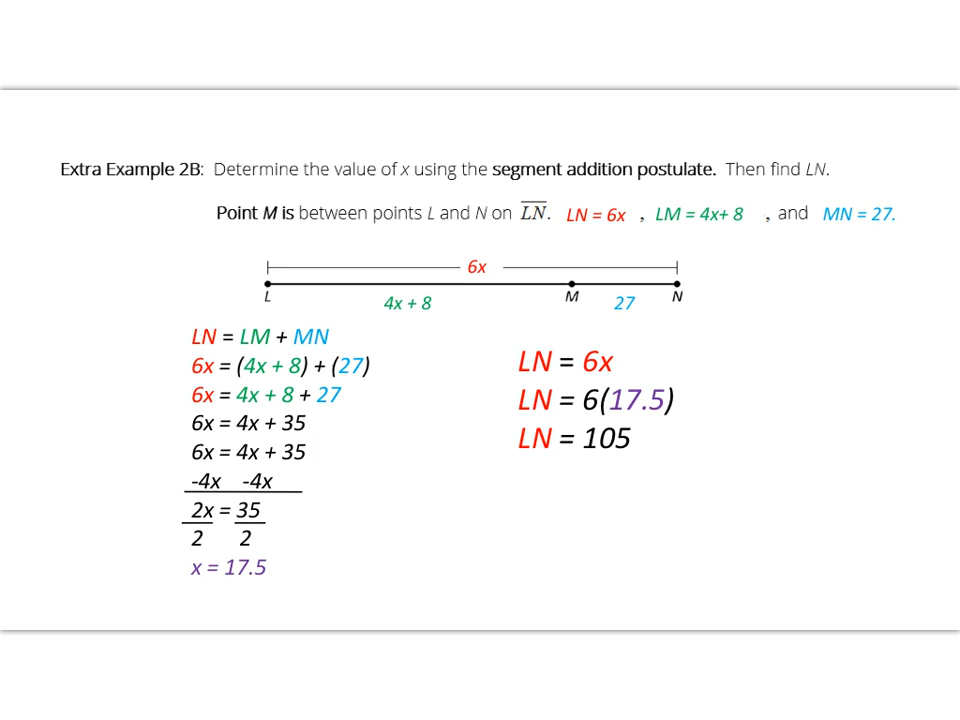 Extra Example 2B: Determine the value of x using the segment addition postulate. Then find LN.
Point M is between points L and N on LN. LN = 6x , LM = 4x+ 8 , and MN = 27.
6x
L M N
4x + 8 27
LN = LM + MN
6x = (4x + 8) + (27)
6x = 4x + 8 + 27
6x = 4x + 35
6x = 4x + 35
-4x -4x
2x = 35
2 2
x = 17.5
LN = 6x
LN = 6(17.5)
LN = 105